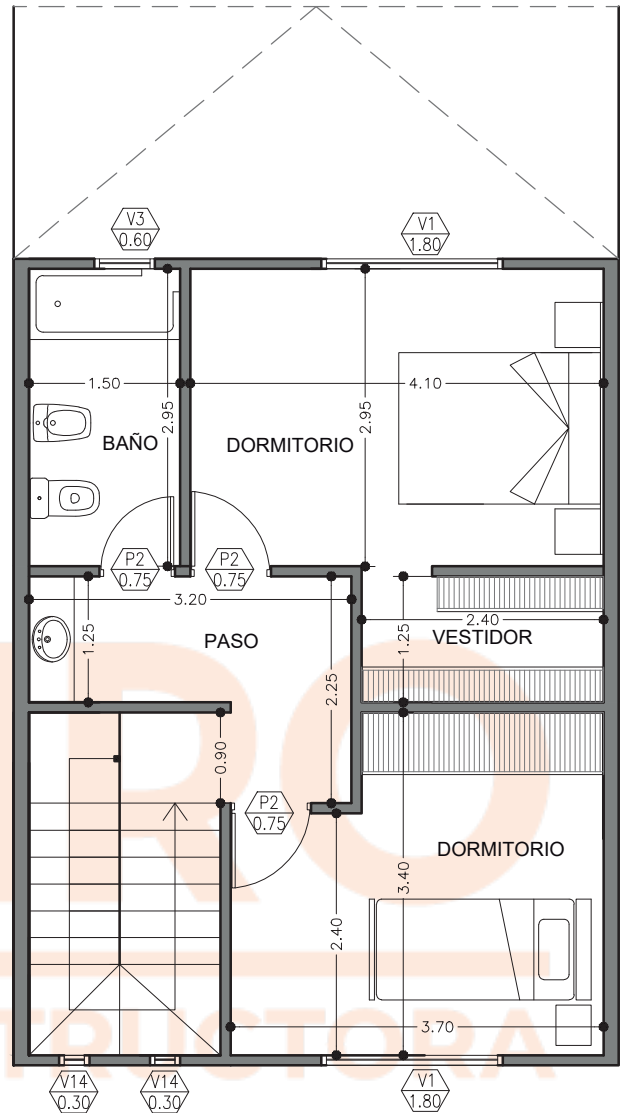 V3
0.60
V1
1.80
1.50
4.10
2.95
2.95
BAÑO
DORMITORIO
P2
0.75
P2
0.75
3.20
2.40
1.25
1.25
PASO
VESTIDOR
2.25
0.90
P2
0.75
DORMITORIO
3.40
2.40
3.70
V14
0.30
V14
0.30
V1
1.80
RO
TRUCTORA